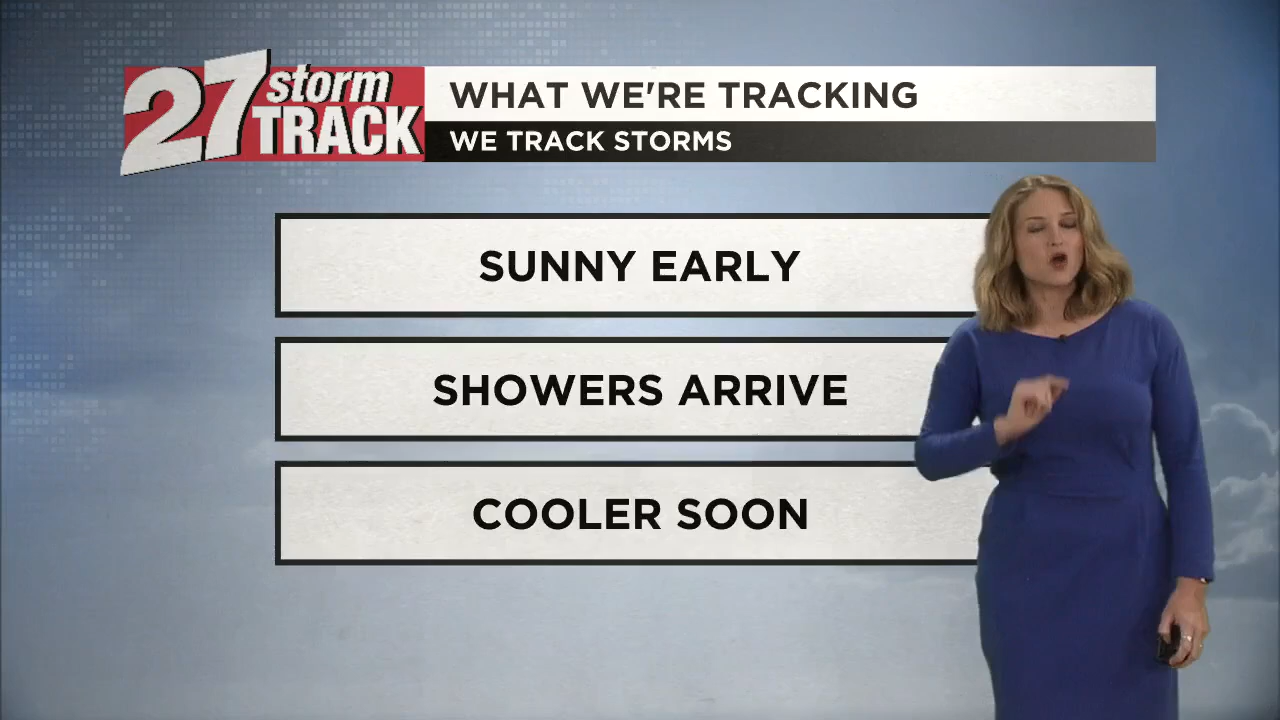 27 storm TRACK
WHAT WE'RE TRACKING
WE TRACK STORMS
SUNNY EARLY
SHOWERS ARRIVE
COOLER SOON